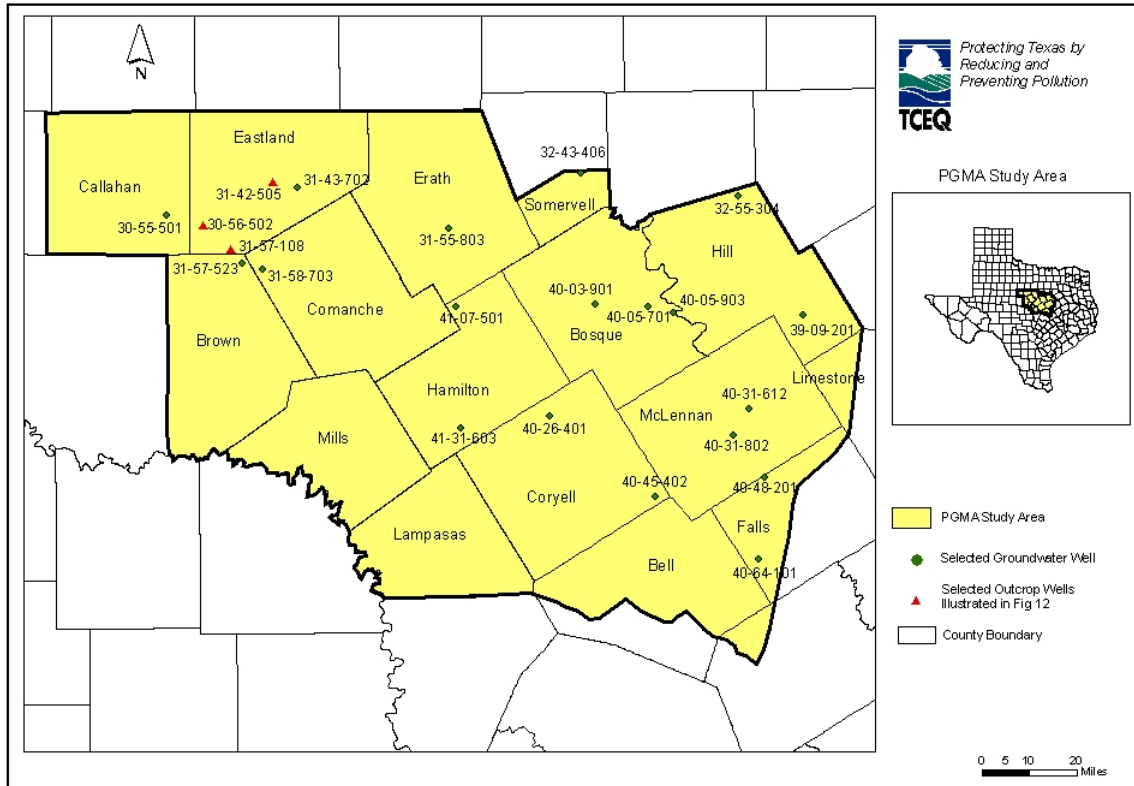 N
Protecting Texas by
Reducing and
Preventing Pollution
TCEQ
PGMA Study Area
Eastland
Callahan
Erath
32-43-406
31-43-702
31-42-505
Somervell
32-55-304
30-55-501
30-56-502
31-55-803
Hill
31-57-108
31-57-523
31-58-703
Comanche
40-03-901
40-05-903
40-05-701
41-07-501
39-09-201
Bosque
Brown
Limestone
Hamilton
40-31-612
McLennan
41-31-603
40-26-401
Mills
40-31-802
40-45-402
40-48-201
Coryell
Falls
Lampasas
Bell
40-64-101
PGMA Study Area
Selected Groundwater Well
Selected Outcrop Wells
Illustrated in Fig 12
County Boundary
0 5 10 20
Miles